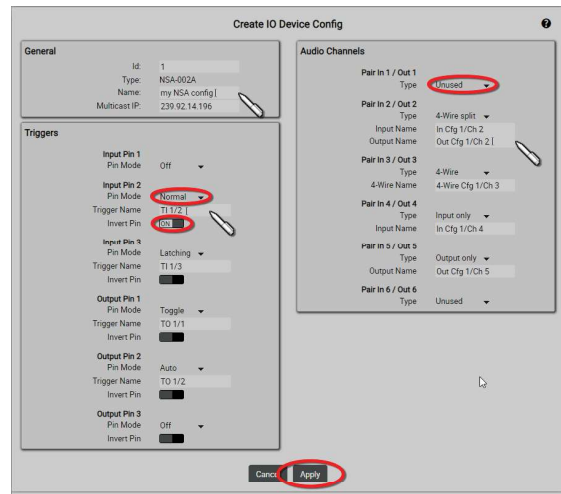 Create IO Device Config
?
General
Id: 1
Type: NSA-002A
Name: my NSA config
Multicast IP: 239.92.14.196
Triggers
Input Pin 1
Pin Mode Off
Input Pin 2
Pin Mode Normal
Trigger Name TI 1/2
Invert Pin ON
Input Pin 3
Pin Mode Latching
Trigger Name TI 1/3
Invert Pin
Output Pin 1
Pin Mode Toggle
Trigger Name TO 1/1
Invert Pin
Output Pin 2
Pin Mode Auto
Trigger Name TO 1/2
Invert Pin
Output Pin 3
Pin Mode Off
Invert Pin
Audio Channels
Pair In 1 / Out 1
Type Unused
Pair In 2 / Out 2
Type 4-Wire split
Input Name In Cfg 1/Ch 2
Output Name Out Cfg 1/Ch 2
Pair In 3 / Out 3
Type 4-Wire
4-Wire Name 4-Wire Cfg 1/Ch 3
Pair In 4 / Out 4
Type Input only
Input Name In Cfg 1/Ch 4
Pair In 5 / Out 5
Type Output only
Output Name Out Cfg 1/Ch 5
Pair In 6 / Out 6
Type Unused
Cancel Apply